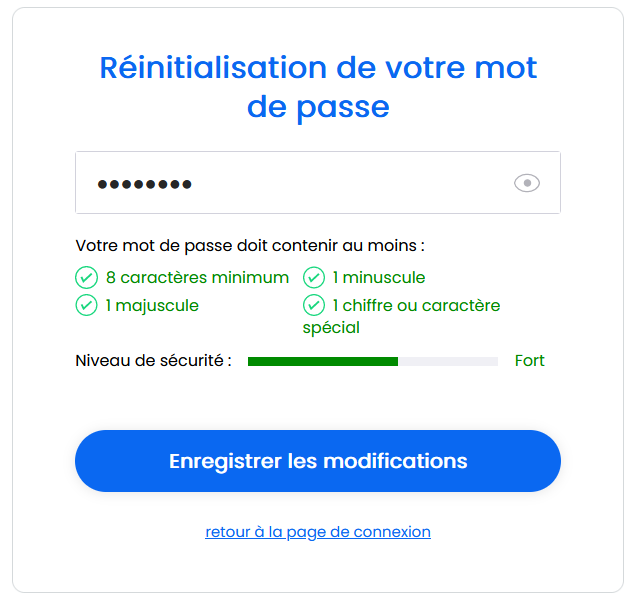 Réinitialisation de votre mot
de passe
●●●●●●●●
Votre mot de passe doit contenir au moins :
8 caractères minimum
1 minuscule
1 majuscule
1 chiffre ou caractère
spécial
Niveau de sécurité :
Fort
Enregistrer les modifications
retour à la page de connexion